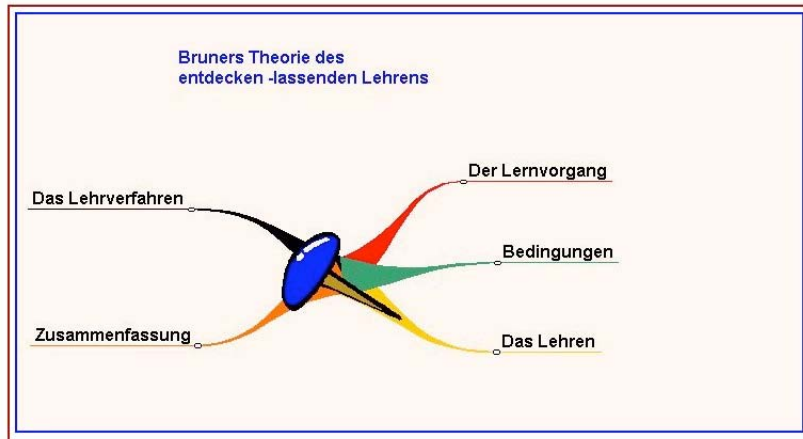 Bruners Theorie des
entdecken -lassenden Lehrens
Der Lernvorgang
Das Lehrverfahren
Bedingungen
Zusammenfassung
Das Lehren